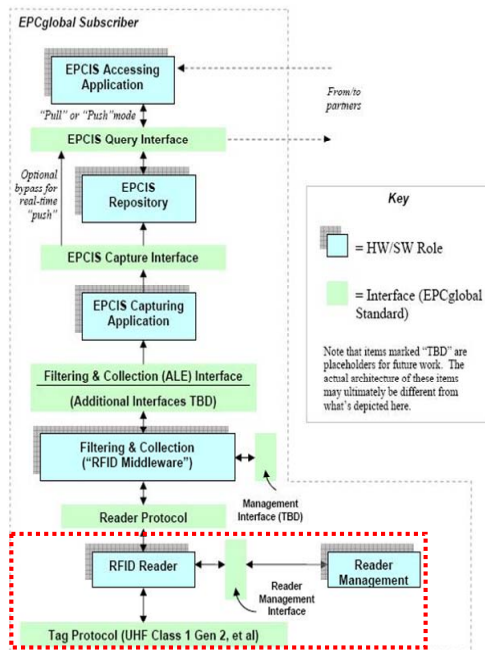 EPCglobal Subscriber
EPCIS Accessing
Application
"Pull" or "Push"mode
From/to
partners
EPCIS Query Interface
Optional
bypass for
real-time
"push"
EPCIS
Repository
EPCIS Capture Interface
EPCIS Capturing
Application
Filtering & Collection (ALE) Interface
(Additional Interfaces TBD)
Filtering & Collection
("RFID Middleware")
Management
Interface (TBD)
Reader Protocol
RFID Reader
Reader
Management
Reader
Management
Interface
Tag Protocol (UHF Class 1 Gen 2, et al)
Key
= HW/SW Role
= Interface (EPCglobal
Standard)
Note that items marked "TBD" are
placeholders for future work. The
actual architecture of these items
may ultimately be different from
what's depicted here.